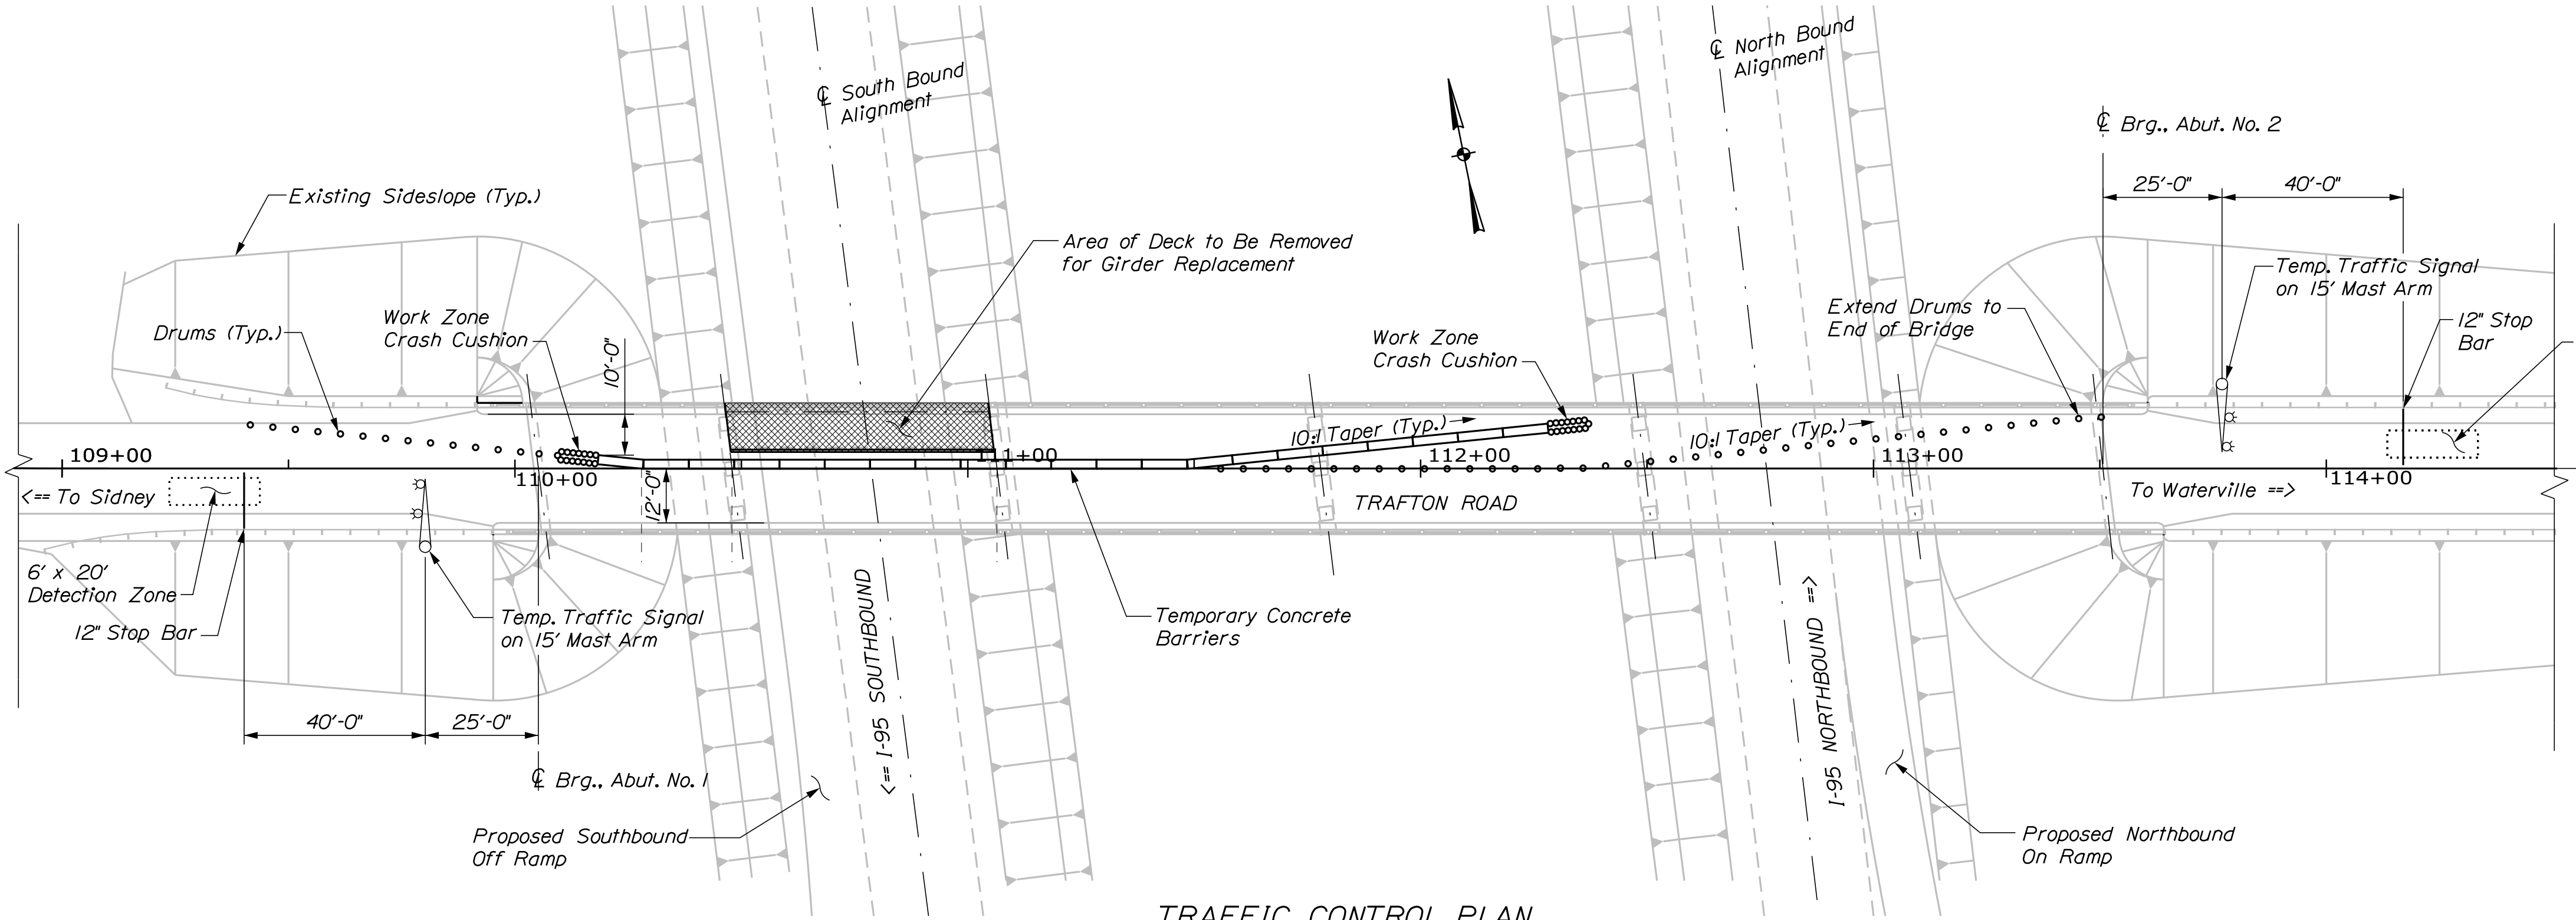 ℄ South Bound
Alignment
℄ North Bound
Alignment
℄ Brg., Abut. No. 2
25'-0"
40'-0"
Existing Sideslope (Typ.)
Area of Deck to Be Removed
for Girder Replacement
Temp. Traffic Signal
on 15' Mast Arm
Drums (Typ.)
Work Zone
Crash Cushion
10'-0"
Work Zone
Crash Cushion
Extend Drums to
End of Bridge
12" Stop
Bar
10:1 Taper (Typ.)
10:1 Taper (Typ.)
109+00
110+00
111+00
112+00
113+00
114+00
<== To Sidney
12'-0"
TRAFTON ROAD
To Waterville ==>
6' x 20'
Detection Zone
12" Stop Bar
Temp. Traffic Signal
on 15' Mast Arm
Temporary Concrete
Barriers
<== I-95 SOUTHBOUND
I-95 NORTHBOUND ==>
40'-0"
25'-0"
℄ Brg., Abut. No. 1
Proposed Southbound
Off Ramp
Proposed Northbound
On Ramp
TRAFFIC CONTROL PLAN